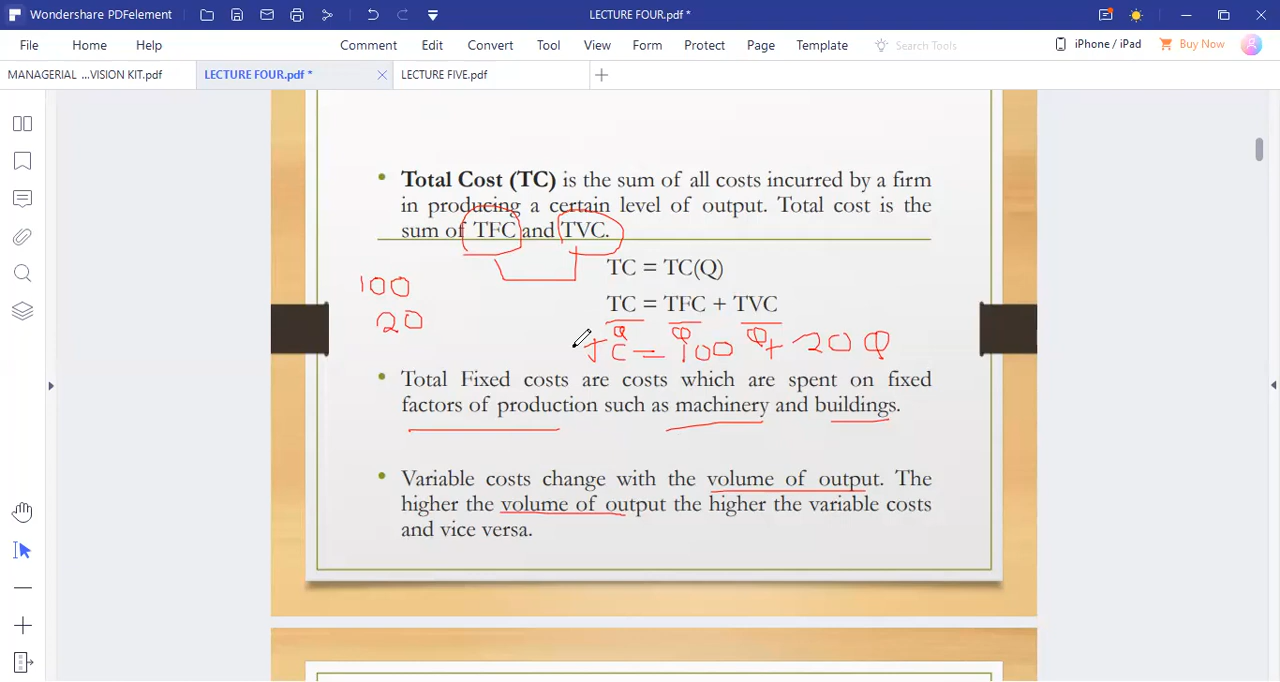 Wondershare PDFelement
LECTURE FOUR.pdf *
File Home Help Comment Edit Convert Tool View Form Protect Page Template Search Tools iPhone / iPad Buy Now
MANAGERIAL ...VISION KIT.pdf LECTURE FOUR.pdf * LECTURE FIVE.pdf
• Total Cost (TC) is the sum of all costs incurred by a firm
in producing a certain level of output. Total cost is the
sum of TFC and TVC.
TC = TC(Q)
100
TC = TFC + TVC
20
Q Q Q
TC = 100 + 20 Q
• Total Fixed costs are costs which are spent on fixed
factors of production such as machinery and buildings.
• Variable costs change with the volume of output. The
higher the volume of output the higher the variable costs
and vice versa.